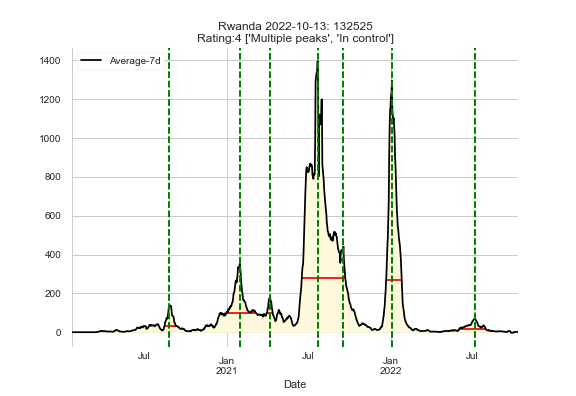 Rwanda 2022-10-13: 132525
Rating:4 ['Multiple peaks', 'In control']
Average-7d
1400
1200
1000
800
600
400
200
0
Jul
Jan
2021
Jul
Jan
2022
Jul
Date